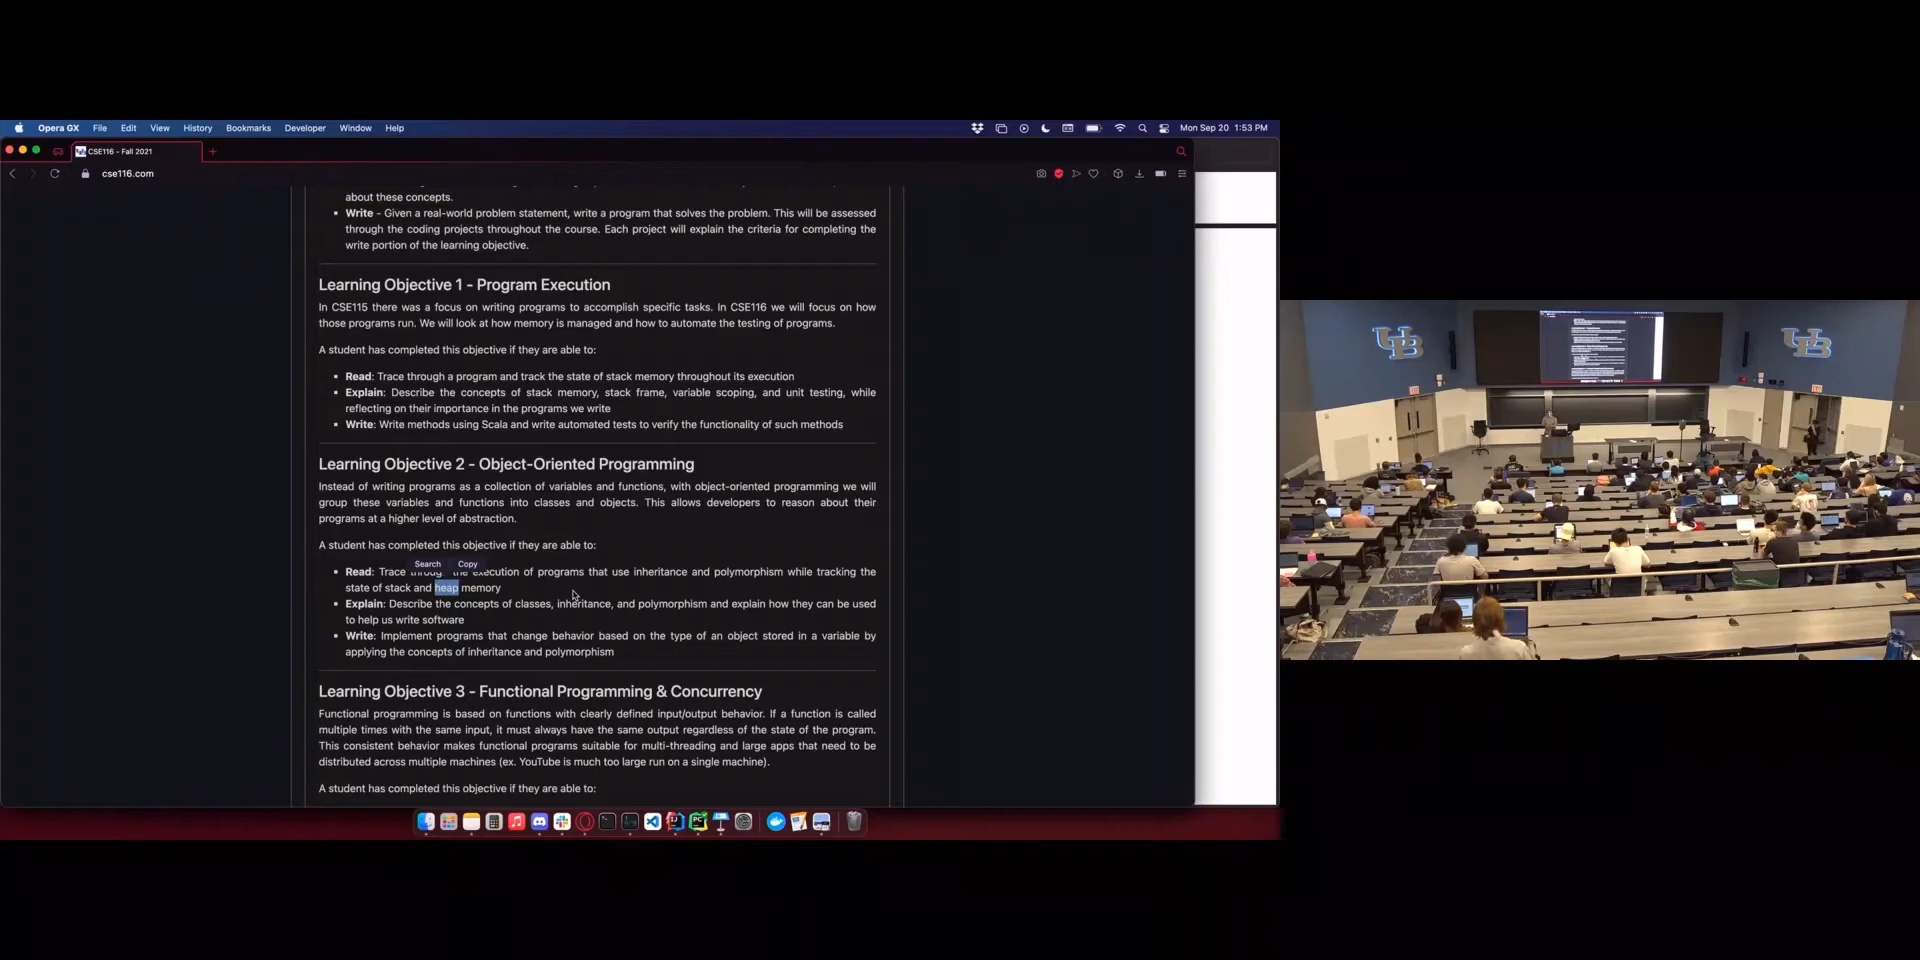 Opera GX File Edit View History Bookmarks Developer Window Help Mon Sep 20 1:53 PM
CSE116 - Fall 2021
cse116.com
about these concepts.
Write - Given a real-world problem statement, write a program that solves the problem. This will be assessed
through the coding projects throughout the course. Each project will explain the criteria for completing the
write portion of the learning objective.
Learning Objective 1 - Program Execution
In CSE115 there was a focus on writing programs to accomplish specific tasks. In CSE116 we will focus on how
those programs run. We will look at how memory is managed and how to automate the testing of programs.
A student has completed this objective if they are able to:
Read: Trace through a program and track the state of stack memory throughout its execution
Explain: Describe the concepts of stack memory, stack frame, variable scoping, and unit testing, while
reflecting on their importance in the programs we write
Write: Write methods using Scala and write automated tests to verify the functionality of such methods
Learning Objective 2 - Object-Oriented Programming
Instead of writing programs as a collection of variables and functions, with object-oriented programming we will
group these variables and functions into classes and objects. This allows developers to reason about their
programs at a higher level of abstraction.
A student has completed this objective if they are able to:
Search Copy
Read: Trace through the execution of programs that use inheritance and polymorphism while tracking the
state of stack and heap memory
Explain: Describe the concepts of classes, inheritance, and polymorphism and explain how they can be used
to help us write software
Write: Implement programs that change behavior based on the type of an object stored in a variable by
applying the concepts of inheritance and polymorphism
Learning Objective 3 - Functional Programming & Concurrency
Functional programming is based on functions with clearly defined input/output behavior. If a function is called
multiple times with the same input, it must always have the same output regardless of the state of the program.
This consistent behavior makes functional programs suitable for multi-threading and large apps that need to be
distributed across multiple machines (ex. YouTube is much too large run on a single machine).
A student has completed this objective if they are able to:
UB
UB